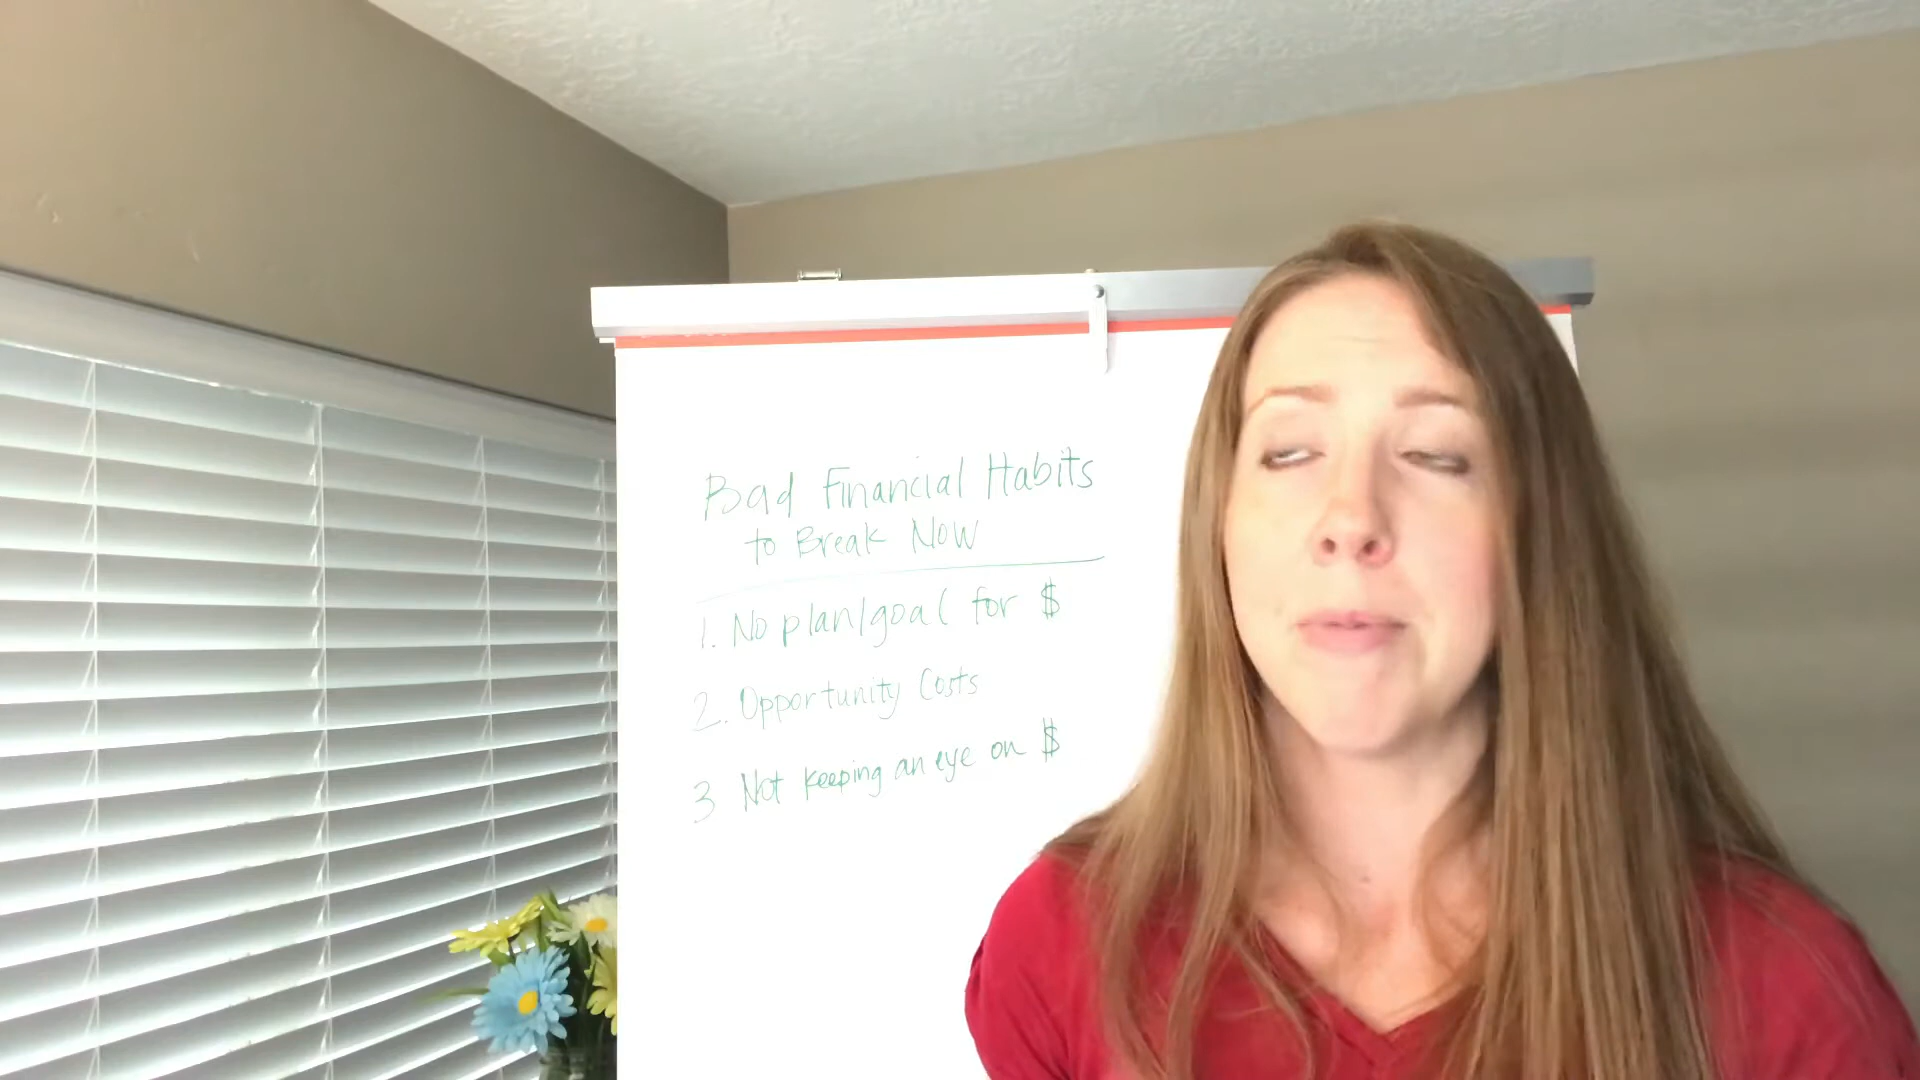 Bad Financial Habits
to Break Now
1. No plan/goal for $
2. Opportunity Costs
3 Not keeping an eye on $